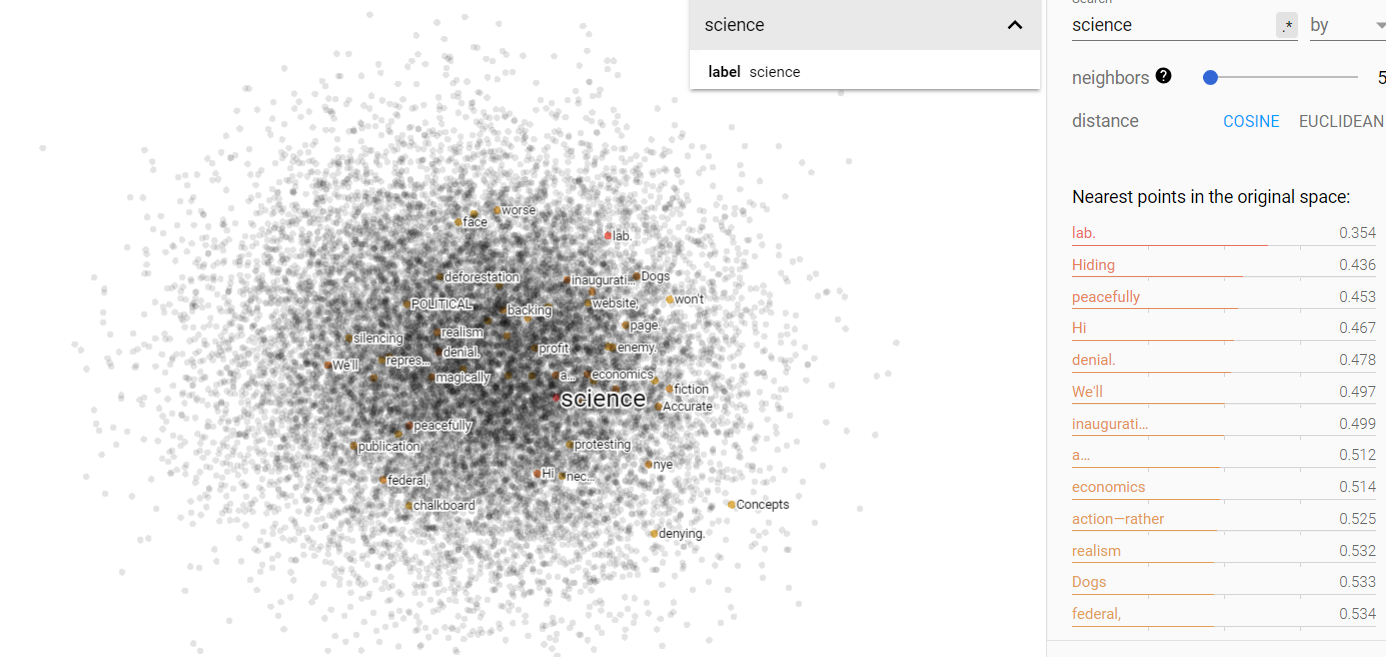 science
label science
Search
science .* by
neighbors ? 5
distance COSINE EUCLIDEAN
Nearest points in the original space:
lab. 0.354
Hiding 0.436
peacefully 0.453
Hi 0.467
denial. 0.478
We'll 0.497
inaugurati... 0.499
a... 0.512
economics 0.514
action—rather 0.525
realism 0.532
Dogs 0.533
federal, 0.534
worse
face
lab.
deforestation
inaugurati...
Dogs
won't
POLITICAL
backing
website,
page.
silencing
realism
denial.
profit
enemy.
We'll
repres...
magically
a...
economics
fiction
science
Accurate
peacefully
publication
protesting
nye
Hi
nec...
federal,
chalkboard
Concepts
denying.